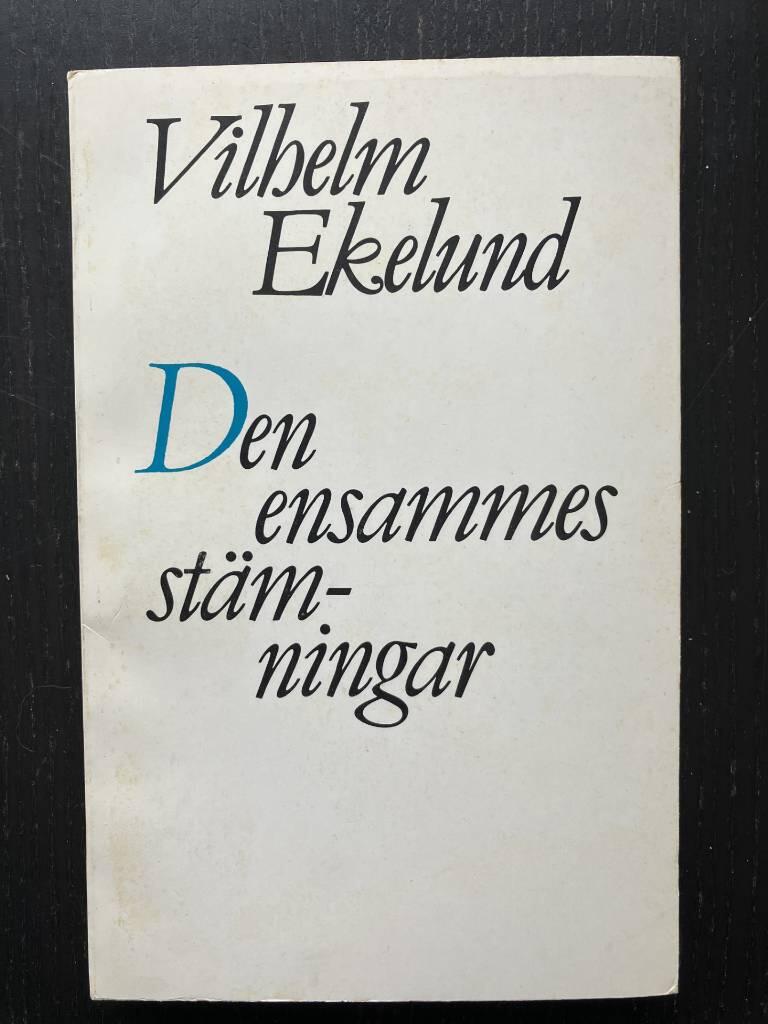 Vilhelm
Ekelund
Den
ensammes
stäm-
ningar